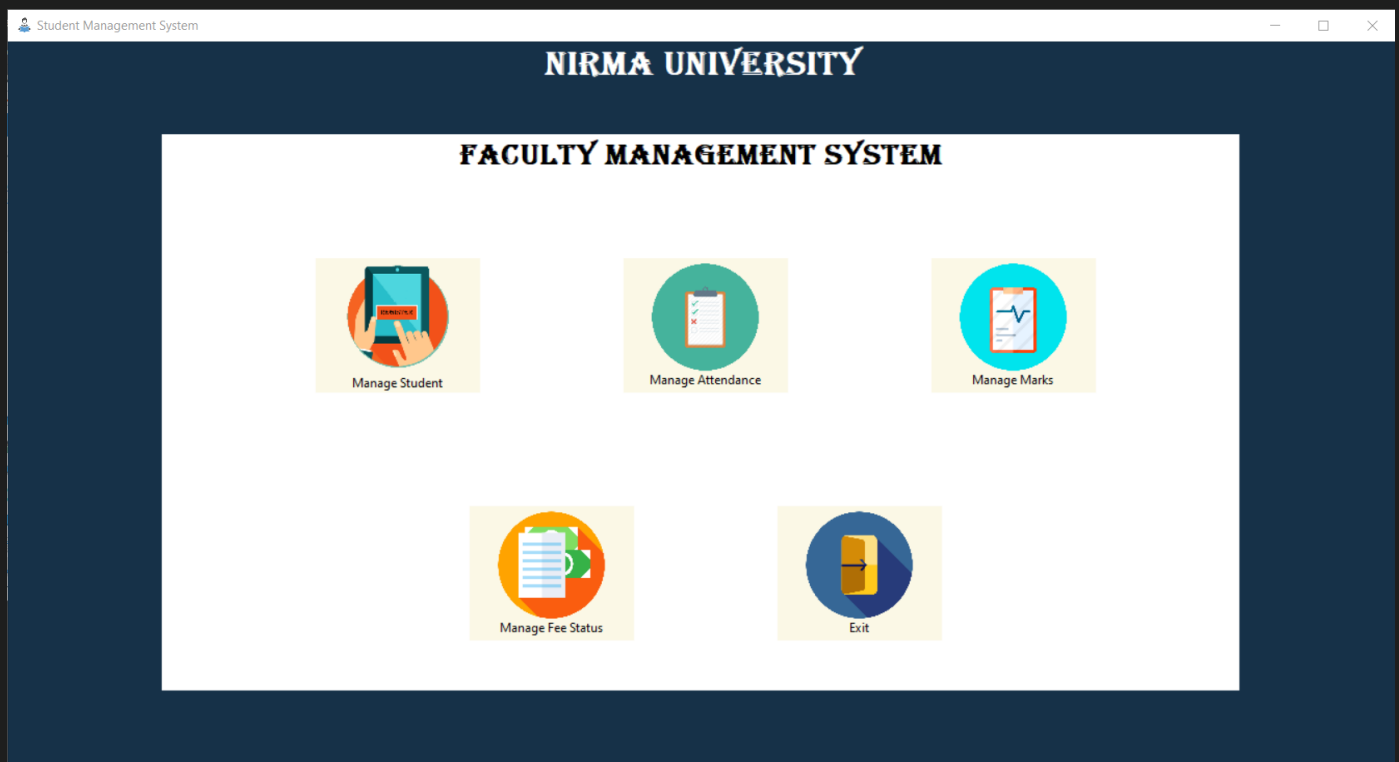 Student Management System
NIRMA UNIVERSITY
FACULTY MANAGEMENT SYSTEM
Manage Student
Manage Attendance
Manage Marks
Manage Fee Status
Exit